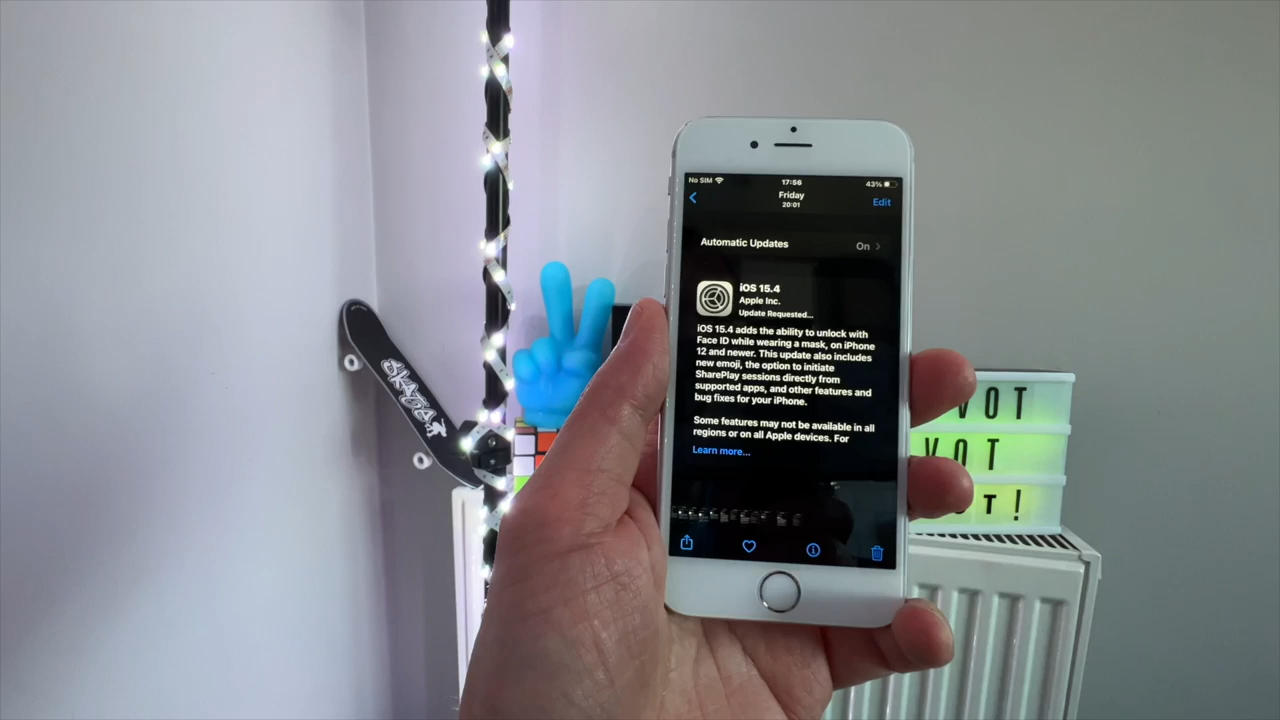 No SIM
17:56
43%
Friday
20:01
Edit
Automatic Updates
On
iOS 15.4
Apple Inc.
Update Requested...
iOS 15.4 adds the ability to unlock with
Face ID while wearing a mask, on iPhone
12 and newer. This update also includes
new emoji, the option to initiate
SharePlay sessions directly from
supported apps, and other features and
bug fixes for your iPhone.
Some features may not be available in all
regions or on all Apple devices. For
Learn more...
VOT
VOT
T!